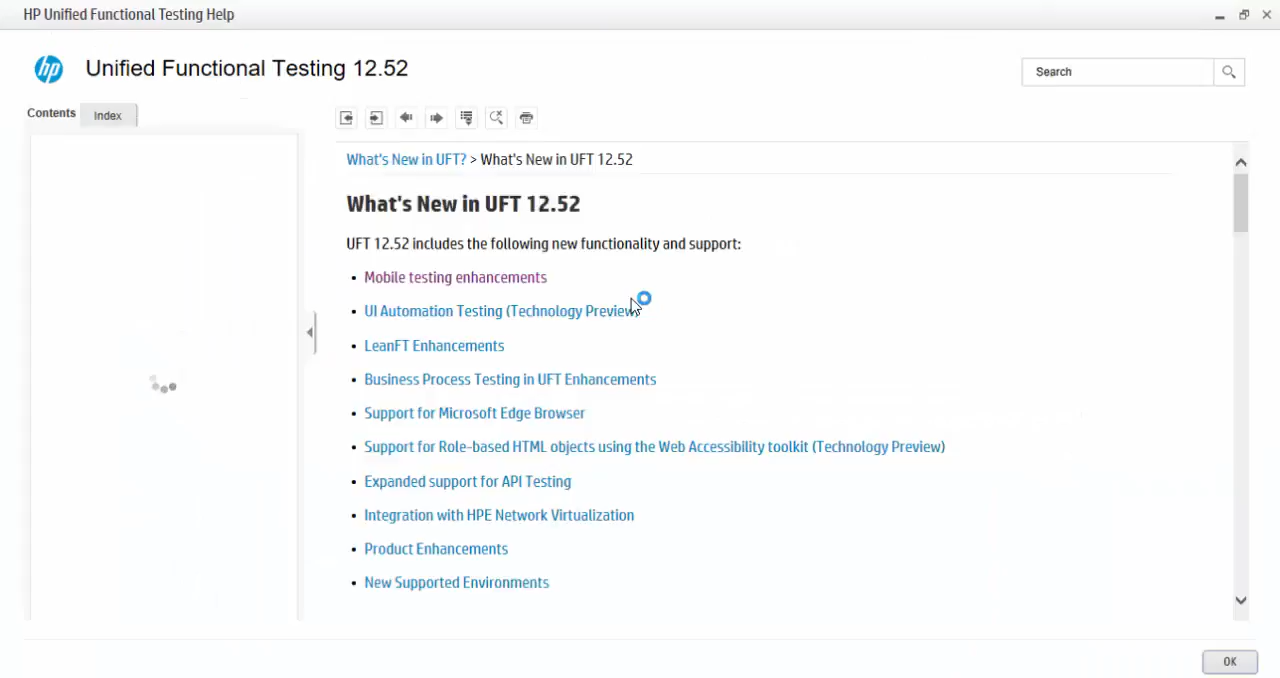 HP Unified Functional Testing Help
hp
Unified Functional Testing 12.52
Search
Contents
Index
What's New in UFT? > What's New in UFT 12.52
What's New in UFT 12.52
UFT 12.52 includes the following new functionality and support:
• Mobile testing enhancements
• UI Automation Testing (Technology Preview)
• LeanFT Enhancements
• Business Process Testing in UFT Enhancements
• Support for Microsoft Edge Browser
• Support for Role-based HTML objects using the Web Accessibility toolkit (Technology Preview)
• Expanded support for API Testing
• Integration with HPE Network Virtualization
• Product Enhancements
• New Supported Environments
OK